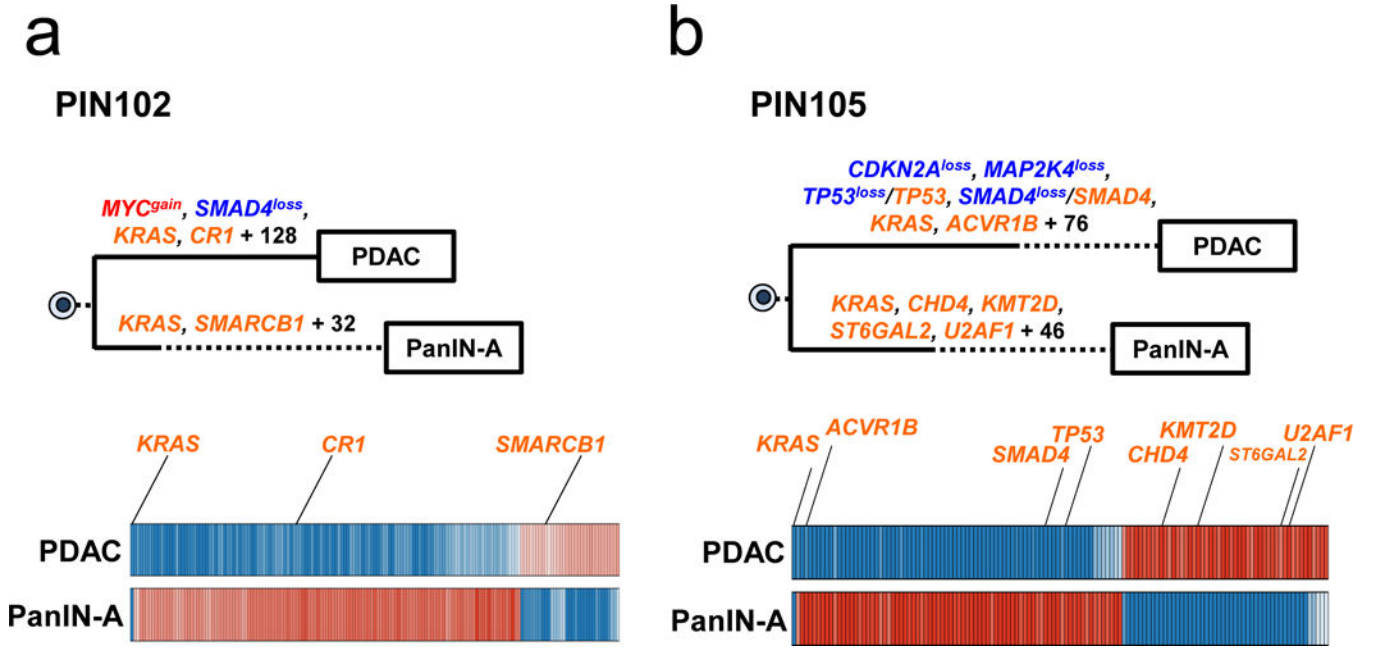 a
PIN102
MYCgain, SMAD4loss,
KRAS, CR1 + 128
PDAC
KRAS, SMARCB1 + 32
PanIN-A
KRAS
CR1
SMARCB1
PDAC
PanIN-A
b
PIN105
CDKN2Aloss, MAP2K4loss,
TP53loss/TP53, SMAD4loss/SMAD4,
KRAS, ACVR1B + 76
PDAC
KRAS, CHD4, KMT2D,
ST6GAL2, U2AF1 + 46
PanIN-A
KRAS
ACVR1B
SMAD4
TP53
CHD4
KMT2D
ST6GAL2
U2AF1
PDAC
PanIN-A